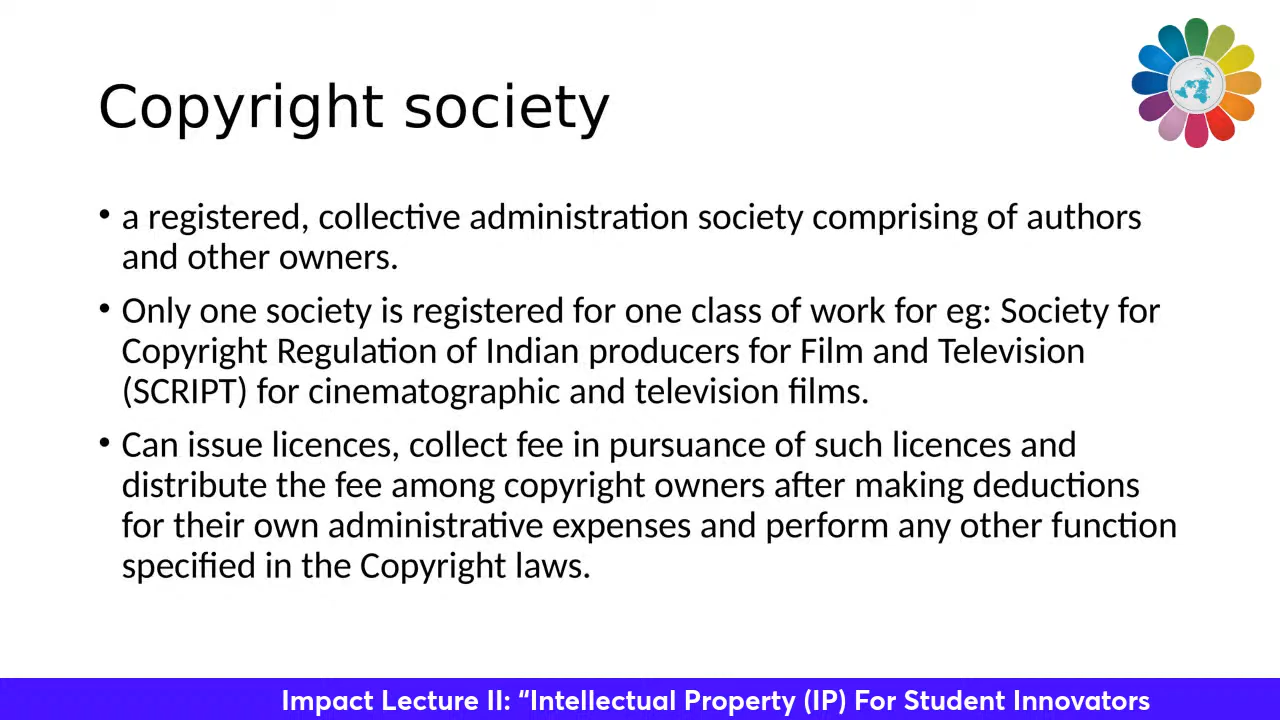 Copyright society
• a registered, collective administration society comprising of authors
and other owners.
• Only one society is registered for one class of work for eg: Society for
Copyright Regulation of Indian producers for Film and Television
(SCRIPT) for cinematographic and television films.
• Can issue licences, collect fee in pursuance of such licences and
distribute the fee among copyright owners after making deductions
for their own administrative expenses and perform any other function
specified in the Copyright laws.
Impact Lecture II: “Intellectual Property (IP) For Student Innovators